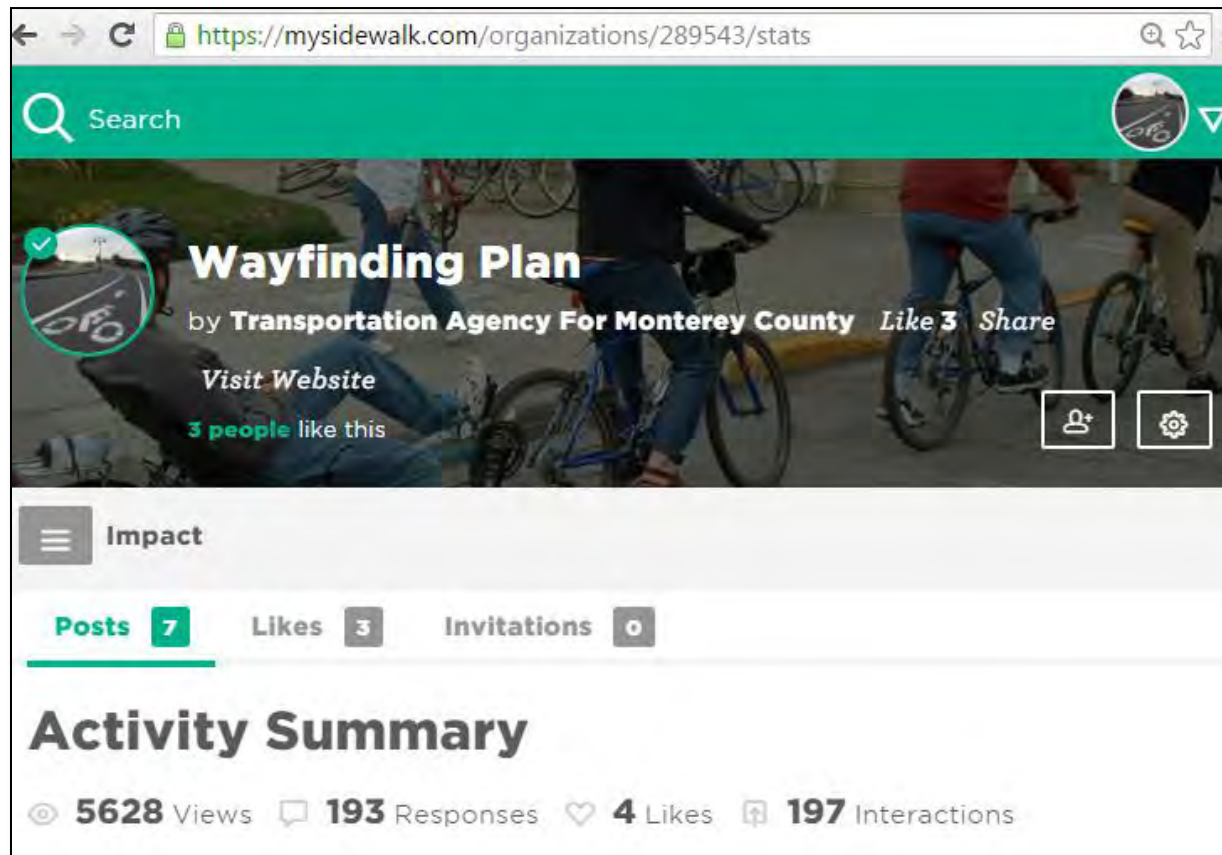 https://mysidewalk.com/organizations/289543/stats
Search
Wayfinding Plan
by Transportation Agency For Monterey County Like 3 Share
Visit Website
3 people like this
Impact
Posts 7 Likes 3 Invitations 0
Activity Summary
5628 Views 193 Responses 4 Likes 197 Interactions